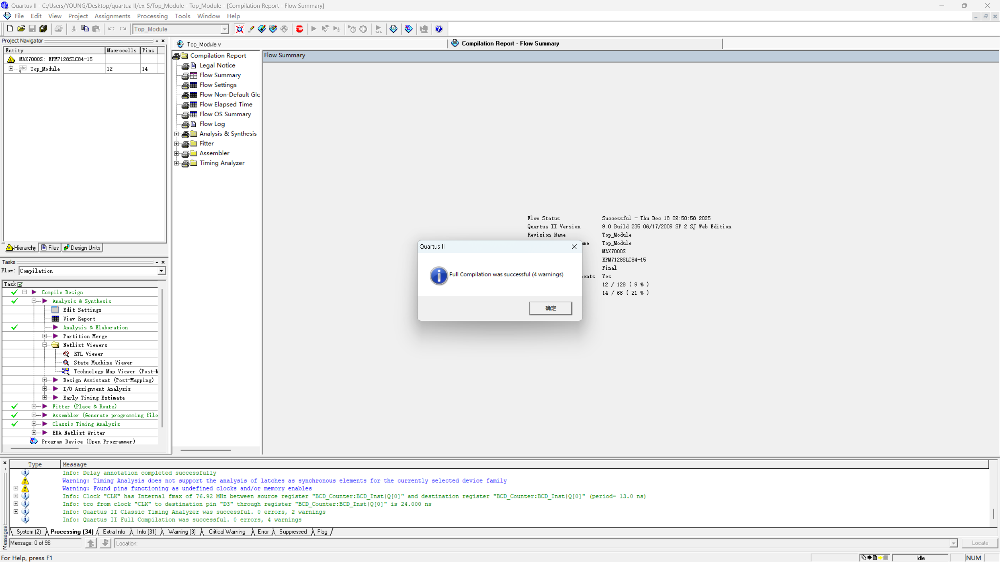 Quartus II - C:/Users/YOUNG/Desktop/quartua II/ex-5/Top_Module - Top_Module - [Compilation Report - Flow Summary]
File Edit View Project Assignments Processing Tools Window Help
Top_Module
Project Navigator
Entity Macrocells Pins
MAX7000S: EPM7128SLC84-15
Top_Module 12 14
Hierarchy Files Design Units
Tasks
Flow: Compilation
Task
Compile Design
Analysis & Synthesis
Edit Settings
View Report
Analysis & Elaboration
Partition Merge
Netlist Viewers
RTL Viewer
State Machine Viewer
Technology Map Viewer (Post-M
Design Assistant (Post-Mapping)
I/O Assignment Analysis
Early Timing Estimate
Fitter (Place & Route)
Assembler (Generate programming file
Classic Timing Analysis
EDA Netlist Writer
Program Device (Open Programmer)
Top_Module.v
Compilation Report - Flow Summary
Compilation Report
Legal Notice
Flow Summary
Flow Settings
Flow Non-Default Glo
Flow Elapsed Time
Flow OS Summary
Flow Log
Analysis & Synthesis
Fitter
Assembler
Timing Analyzer
Flow Summary
Flow Status Successful - Thu Dec 18 09:50:58 2025
Quartus II Version 9.0 Build 235 06/17/2009 SP 2 SJ Web Edition
Revision Name Top_Module
me Top_Module
MAX7000S
EPM7128SLC84-15
Final
ents Yes
12 / 128 ( 9 % )
14 / 68 ( 21 % )
Quartus II
Full Compilation was successful (4 warnings)
确定
Type Message
Info: Delay annotation completed successfully
Warning: Timing Analysis does not support the analysis of latches as synchronous elements for the currently selected device family
Warning: Found pins functioning as undefined clocks and/or memory enables
Info: Clock "CLK" has Internal fmax of 76.92 MHz between source register "BCD_Counter:BCD_Inst|Q[0]" and destination register "BCD_Counter:BCD_Inst|Q[0]" (period= 13.0 ns)
Info: tco from clock "CLK" to destination pin "D3" through register "BCD_Counter:BCD_Inst|Q[0]" is 24.000 ns
Info: Quartus II Classic Timing Analyzer was successful. 0 errors, 2 warnings
Info: Quartus II Full Compilation was successful. 0 errors, 4 warnings
System (2) Processing (34) Extra Info Info (31) Warning (3) Critical Warning Error Suppressed Flag
Messages
Message: 0 of 96
Location:
Locate
For Help, press F1
Idle
NUM